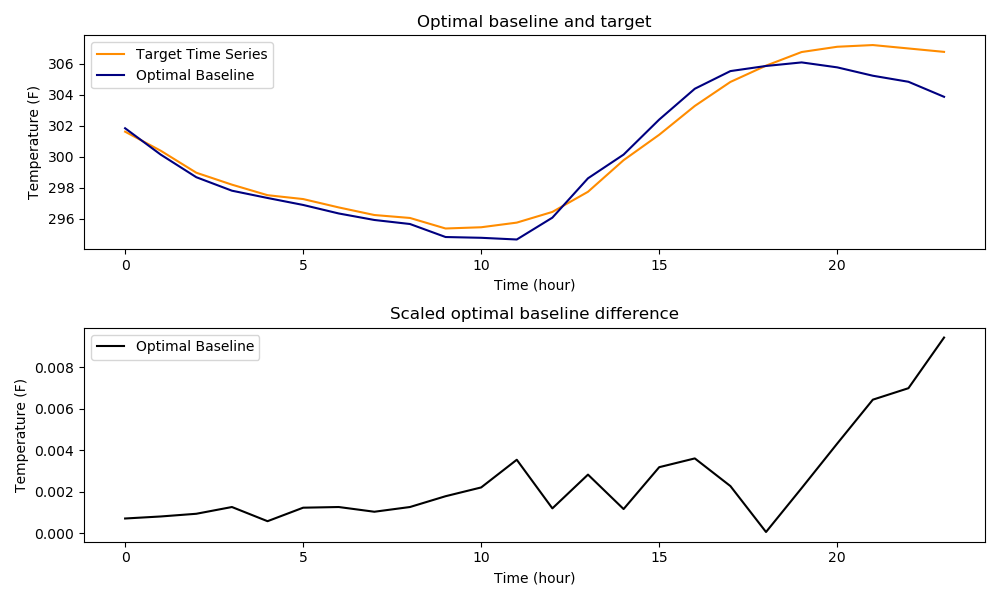 Optimal baseline and target
Target Time Series
Optimal Baseline
Temperature (F)
306
304
302
300
298
296
0 5 10 15 20
Time (hour)
Scaled optimal baseline difference
Optimal Baseline
Temperature (F)
0.008
0.006
0.004
0.002
0.000
0 5 10 15 20
Time (hour)